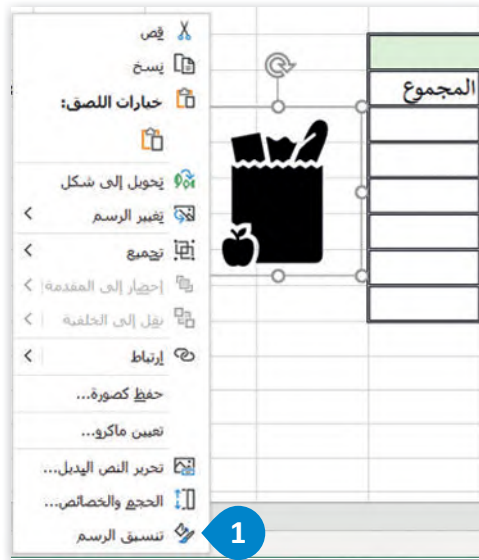 قص
نسخ
خيارات اللصق:
تحويل إلى شكل
تغيير الرسم
تجميع
إحضار إلى المقدمة
نقل إلى الخلفية
ارتباط
حفظ كصورة...
تعيين ماكرو...
تحرير النص البديل...
الحجم والخصائص...
تنسيق الرسم
1
المجموع